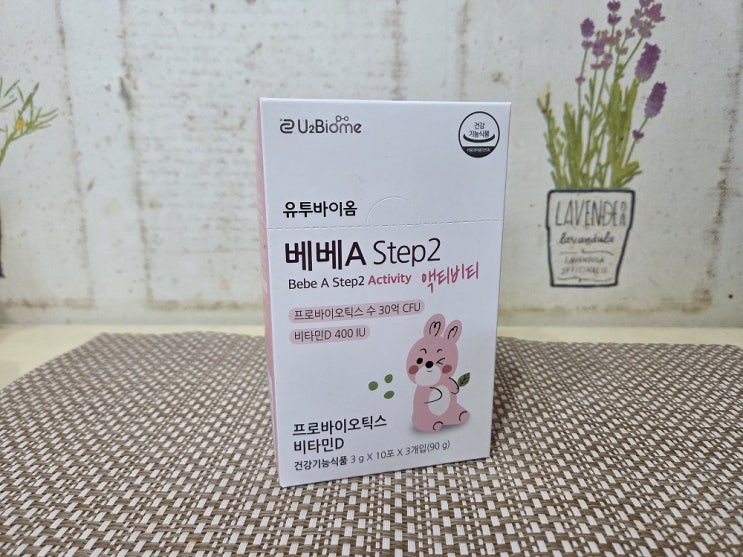 U2Biome
건강
기능식품
유투바이옴
베베A Step2
Bebe A Step2 Activity 액티비티
프로바이오틱스 수 30억 CFU
비타민D 400 IU
프로바이오틱스
비타민D
건강기능식품 3 g X 10포 X 3개입(90 g)
LAVENDER
lavandula
LAVANDULA
OFFICINALIS